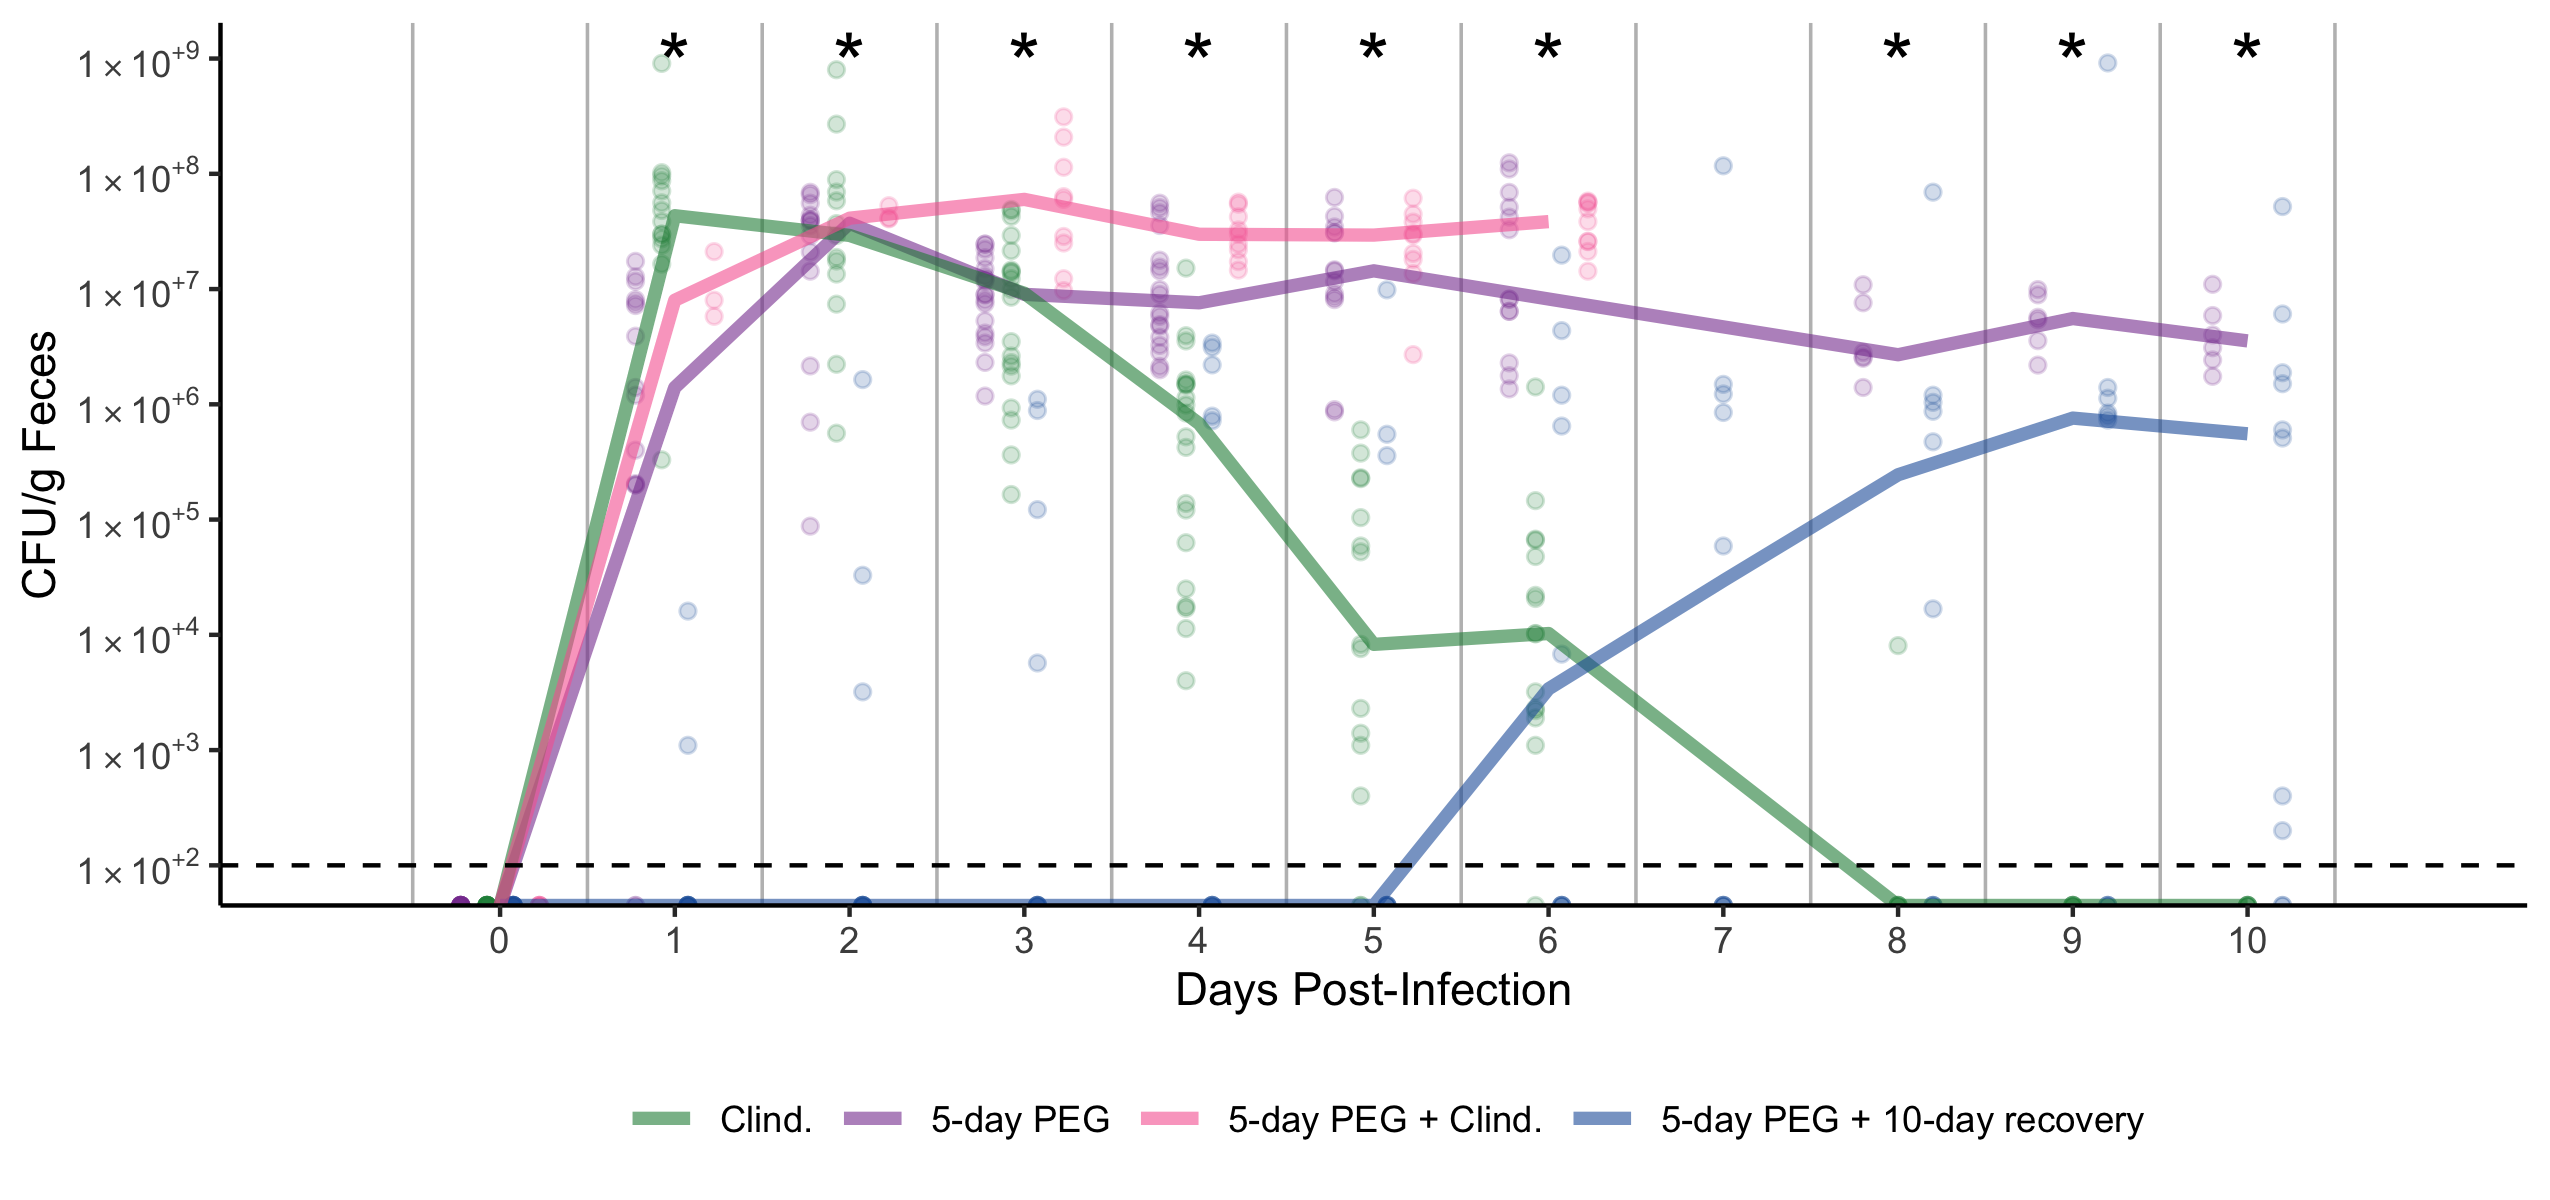 * * * * * * * * *
1 × 10^+9
1 × 10^+8
1 × 10^+7
1 × 10^+6
1 × 10^+5
1 × 10^+4
1 × 10^+3
1 × 10^+2
CFU/g Feces
0 1 2 3 4 5 6 7 8 9 10
Days Post-Infection
Clind. 5-day PEG 5-day PEG + Clind. 5-day PEG + 10-day recovery